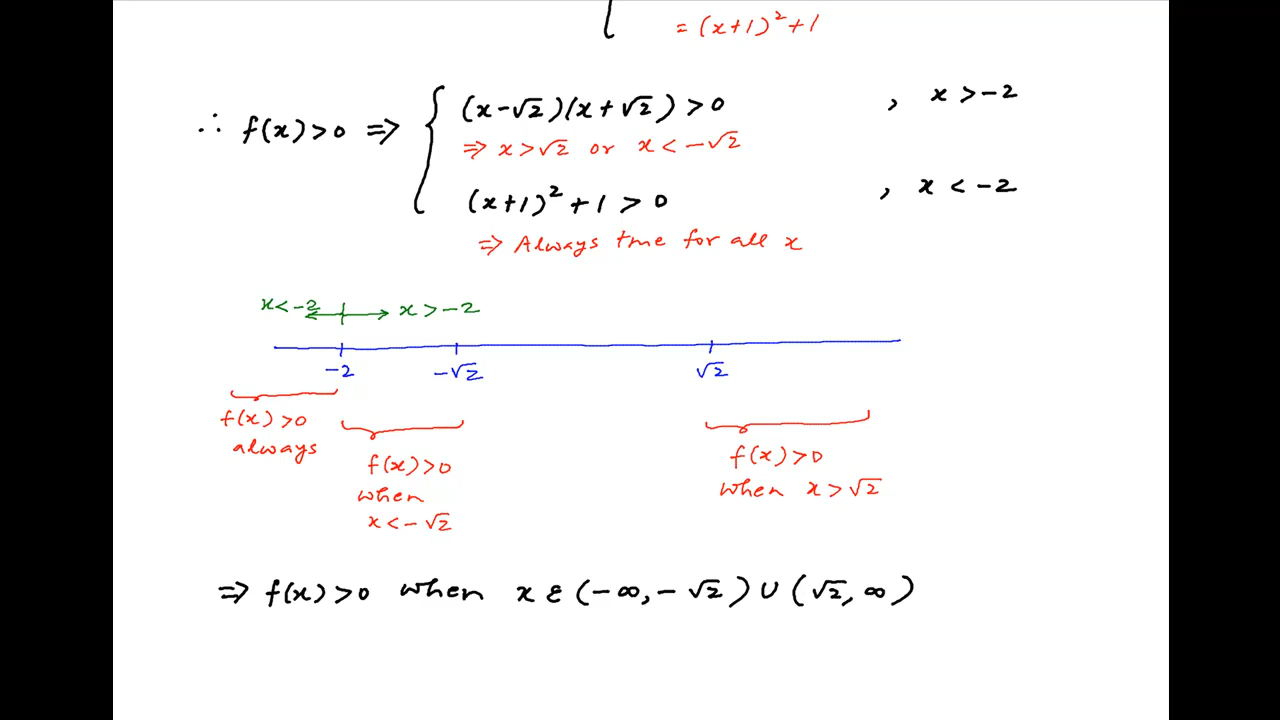 = (x+1)² + 1
∴ f(x) > 0 ⇒ { (x-√2)(x+√2) > 0 , x > -2
⇒ x > √2 or x < -√2
(x+1)² + 1 > 0 , x < -2
⇒ Always true for all x
x < -2 x > -2
-2 -√2 √2
f(x) > 0
always
f(x) > 0
when
x < -√2
f(x) > 0
when x > √2
⇒ f(x) > 0 when x ε (-∞, -√2) ∪ (√2, ∞)